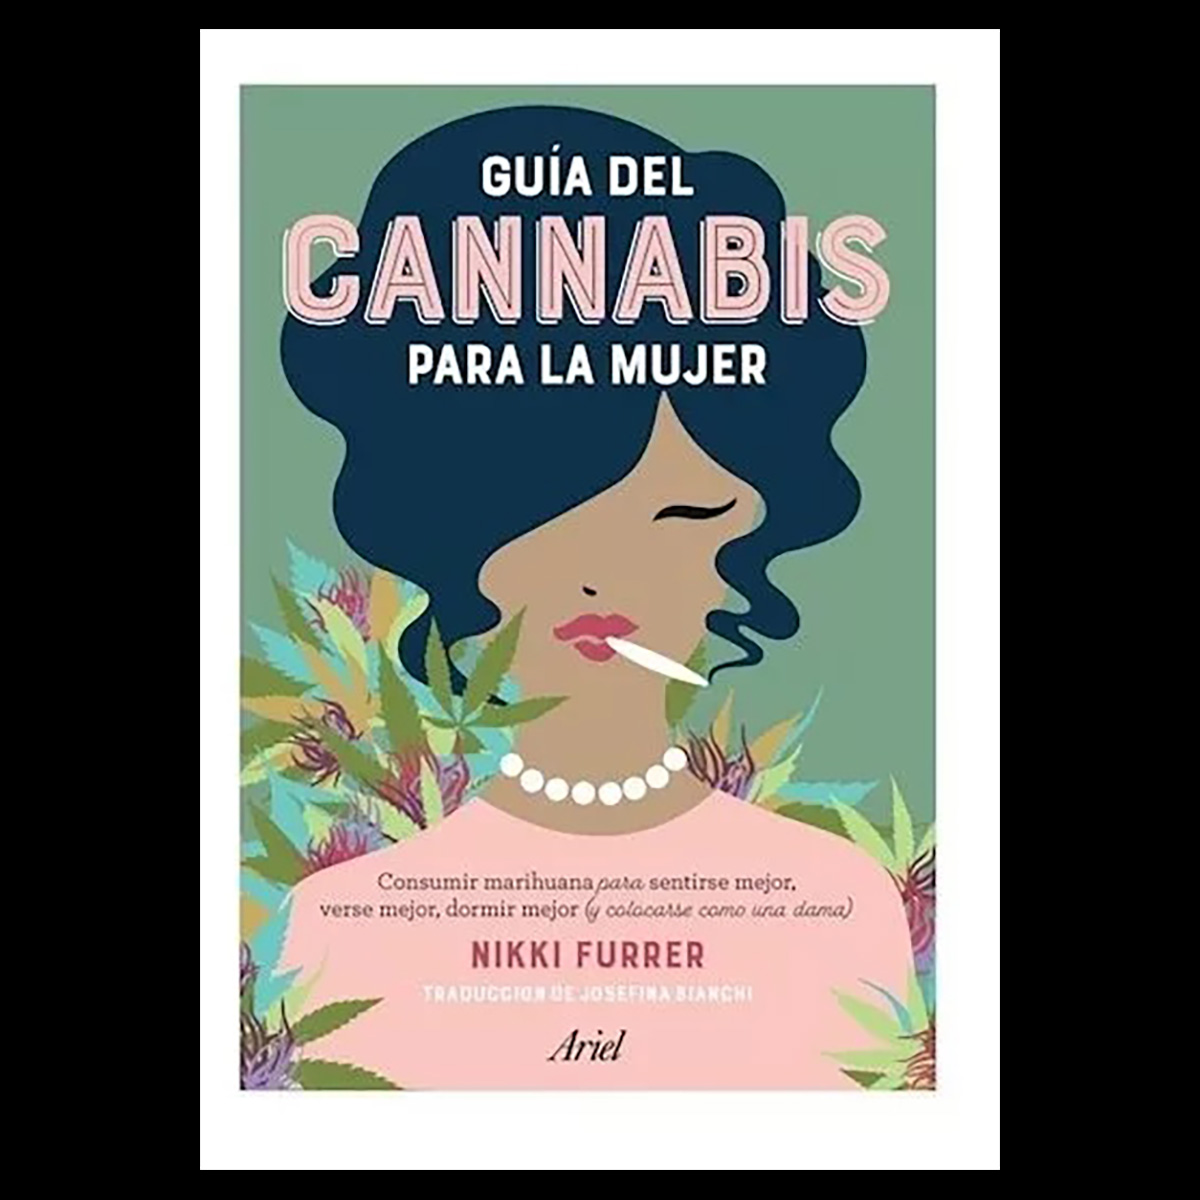 GUÍA DEL
CANNABIS
PARA LA MUJER
Consumir marihuana para sentirse mejor,
verse mejor, dormir mejor (y colocarse como una dama)
NIKKI FURRER
TRADUCCION DE JOSEFINA BIANCHI
Ariel